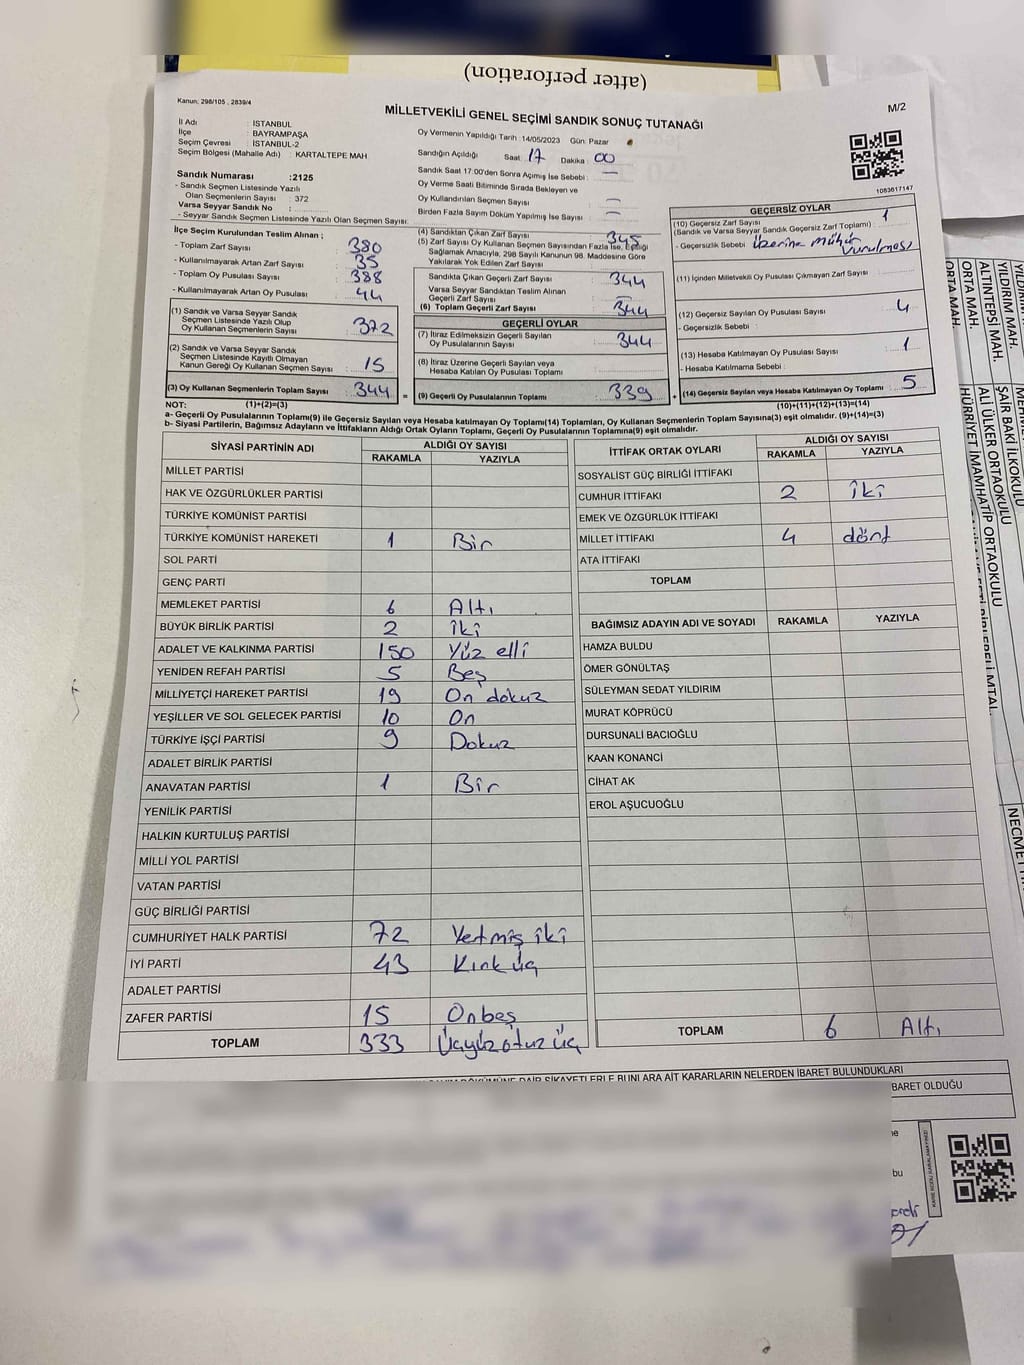 (after perforation)
Kanun; 298/105 , 2839/4
MİLLETVEKİLİ GENEL SEÇİMİ SANDIK SONUÇ TUTANAĞI
M/2
İl Adı : İSTANBUL
İlçe : BAYRAMPAŞA
Seçim Çevresi : İSTANBUL-2
Seçim Bölgesi (Mahalle Adı) : KARTALTEPE MAH
Sandık Numarası :2125
- Sandık Seçmen Listesinde Yazılı
Olan Seçmenlerin Sayısı 372
Varsa Seyyar Sandık No :
- Seyyar Sandık Seçmen Listesinde Yazılı Olan Seçmen Sayısı:
Oy Vermenin Yapıldığı Tarih :14/05/2023 Gün: Pazar
Sandığın Açıldığı Saat: 17 Dakika : 00
Sandık Saat 17:00'den Sonra Açımış İse Sebebi : —
Oy Verme Saati Bitiminde Sırada Bekleyen ve
Oy Kullandırılan Seçmen Sayısı : —
Birden Fazla Sayım Döküm Yapılmış İse Sayısı : —
1083617147
İlçe Seçim Kurulundan Teslim Alınan ;
- Toplam Zarf Sayısı : 380
- Kullanılmayarak Artan Zarf Sayısı : 35
- Toplam Oy Pusulası Sayısı : 388
- Kullanılmayarak Artan Oy Pusulası : 44
(1) Sandık ve Varsa Seyyar Sandık
Seçmen Listesinde Yazılı Olup
Oy Kullanan Seçmenlerin Sayısı : 372
(2) Sandık ve Varsa Seyyar Sandık
Seçmen Listesinde Kayıtlı Olmayan
Kanun Gereği Oy Kullanan Seçmen Sayısı : 15
(3) Oy Kullanan Seçmenlerin Toplam Sayısı : 344
(4) Sandıktan Çıkan Zarf Sayısı : 345
(5) Zarf Sayısı Oy Kullanan Seçmen Sayısından Fazla İse, Eşitliği
Sağlamak Amacıyla, 298 Sayılı Kanunun 98. Maddesine Göre
Yakılarak Yok Edilen Zarf Sayısı :
Sandıkta Çıkan Geçerli Zarf Sayısı : 344
Varsa Seyyar Sandıktan Teslim Alınan
Geçerli Zarf Sayısı : —
(6) Toplam Geçerli Zarf Sayısı : 344
GEÇERLİ OYLAR
(7) İtiraz Edilmeksizin Geçerli Sayılan
Oy Pusulalarının Sayısı : 344
(8) İtiraz Üzerine Geçerli Sayılan veya
Hesaba Katılan Oy Pusulası Toplamı :
= (9) Geçerli Oy Pusulalarının Toplamı : 339 +
GEÇERSİZ OYLAR
(10) Geçersiz Zarf Sayısı : 1
(Sandık ve Varsa Seyyar Sandık Geçersiz Zarf Toplamı) :
- Geçersizlik Sebebi : Üzerine mühür vurulması
(11) İçinden Milletvekili Oy Pusulası Çıkmayan Zarf Sayısı :
(12) Geçersiz Sayılan Oy Pusulası Sayısı : 4
- Geçersizlik Sebebi :
(13) Hesaba Katılmayan Oy Pusulası Sayısı : 1
- Hesaba Katılmama Sebebi :
(14) Geçersiz Sayılan veya Hesaba Katılmayan Oy Toplamı : 5
NOT: (1)+(2)=(3) (10)+(11)+(12)+(13)=(14)
a- Geçerli Oy Pusulalarının Toplamı(9) ile Geçersiz Sayılan veya Hesaba katılmayan Oy Toplamı(14) Toplamları, Oy Kullanan Seçmenlerin Toplam Sayısına(3) eşit olmalıdır. (9)+(14)=(3)
b- Siyasi Partilerin, Bağımsız Adayların ve İttifakların Aldığı Ortak Oyların Toplamı, Geçerli Oy Pusulalarının Toplamına(9) eşit olmalıdır.
SİYASİ PARTİNİN ADI ALDIĞI OY SAYISI
RAKAMLA YAZIYLA
MİLLET PARTİSİ
HAK VE ÖZGÜRLÜKLER PARTİSİ
TÜRKİYE KOMÜNİST PARTİSİ
TÜRKİYE KOMÜNİST HAREKETİ 1 Bir
SOL PARTİ
GENÇ PARTI
MEMLEKET PARTİSİ 6 Altı
BÜYÜK BİRLİK PARTİSİ 2 İki
ADALET VE KALKINMA PARTİSİ 150 Yüz elli
YENİDEN REFAH PARTİSİ 5 Beş
MİLLİYETÇİ HAREKET PARTİSİ 19 On dokuz
YEŞİLLER VE SOL GELECEK PARTİSİ 10 On
TÜRKİYE İŞÇİ PARTİSİ 9 Dokuz
ADALET BİRLİK PARTİSİ
ANAVATAN PARTİSİ 1 Bir
YENİLİK PARTİSİ
HALKIN KURTULUŞ PARTİSİ
MİLLİ YOL PARTİSİ
VATAN PARTİSİ
GÜÇ BİRLİĞİ PARTİSİ
CUMHURİYET HALK PARTİSİ 72 Yetmiş iki
İYİ PARTİ 43 Kırk üç
ADALET PARTİSİ
ZAFER PARTİSİ 15 Onbeş
TOPLAM 333 Üçyüzotuz üç
İTTİFAK ORTAK OYLARI ALDIĞI OY SAYISI
RAKAMLA YAZIYLA
SOSYALİST GÜÇ BİRLİĞİ İTTİFAKI
CUMHUR İTTİFAKI 2 İki
EMEK VE ÖZGÜRLÜK İTTİFAKI
MİLLET İTTİFAKI 4 dört
ATA İTTİFAKI
TOPLAM
BAĞIMSIZ ADAYIN ADI VE SOYADI RAKAMLA YAZIYLA
HAMZA BULDU
ÖMER GÖNÜLTAŞ
SÜLEYMAN SEDAT YILDIRIM
MURAT KÖPRÜCÜ
DURSUNALİ BACIOĞLU
KAAN KONANCİ
CİHAT AK
EROL AŞUCUOĞLU
TOPLAM 6 Altı
DÖKÜMÜNE DAİR ŞİKAYETLERLE BUNLARA AİT KARARLARIN NELERDEN İBARET BULUNDUKLARI
BARET OLDUĞU
YILDIRIM MAH.
ALTINTEPSİ MAH.
ORTA MAH.
ORTA MAH.
ŞAİR BAKİ İLKOKULU
ALİ ÜLKER ORTAOKULU
HÜRRİYET İMAMHATİP ORTAOKULU